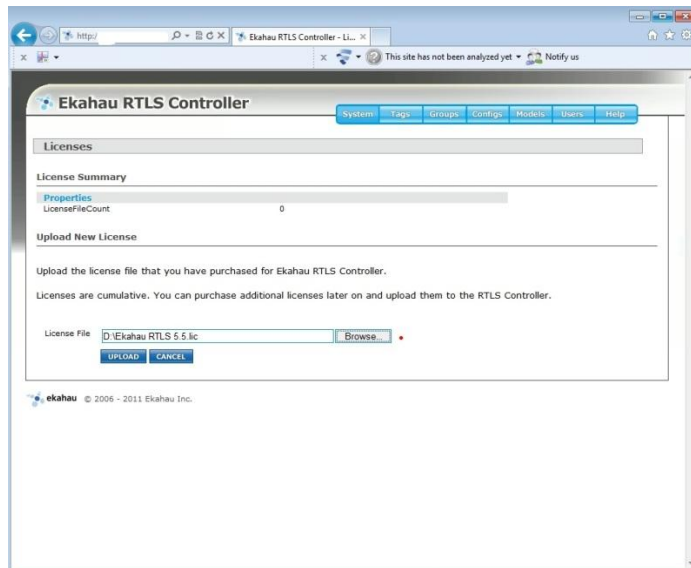 http:/
Ekahau RTLS Controller - Li...
This site has not been analyzed yet
Notify us
Ekahau RTLS Controller
System Tags Groups Configs Models Users Help
Licenses
License Summary
Properties
LicenseFileCount 0
Upload New License
Upload the license file that you have purchased for Ekahau RTLS Controller.
Licenses are cumulative. You can purchase additional licenses later on and upload them to the RTLS Controller.
License File D:\Ekahau RTLS 5.5.lic Browse...
UPLOAD CANCEL
ekahau © 2006 - 2011 Ekahau Inc.